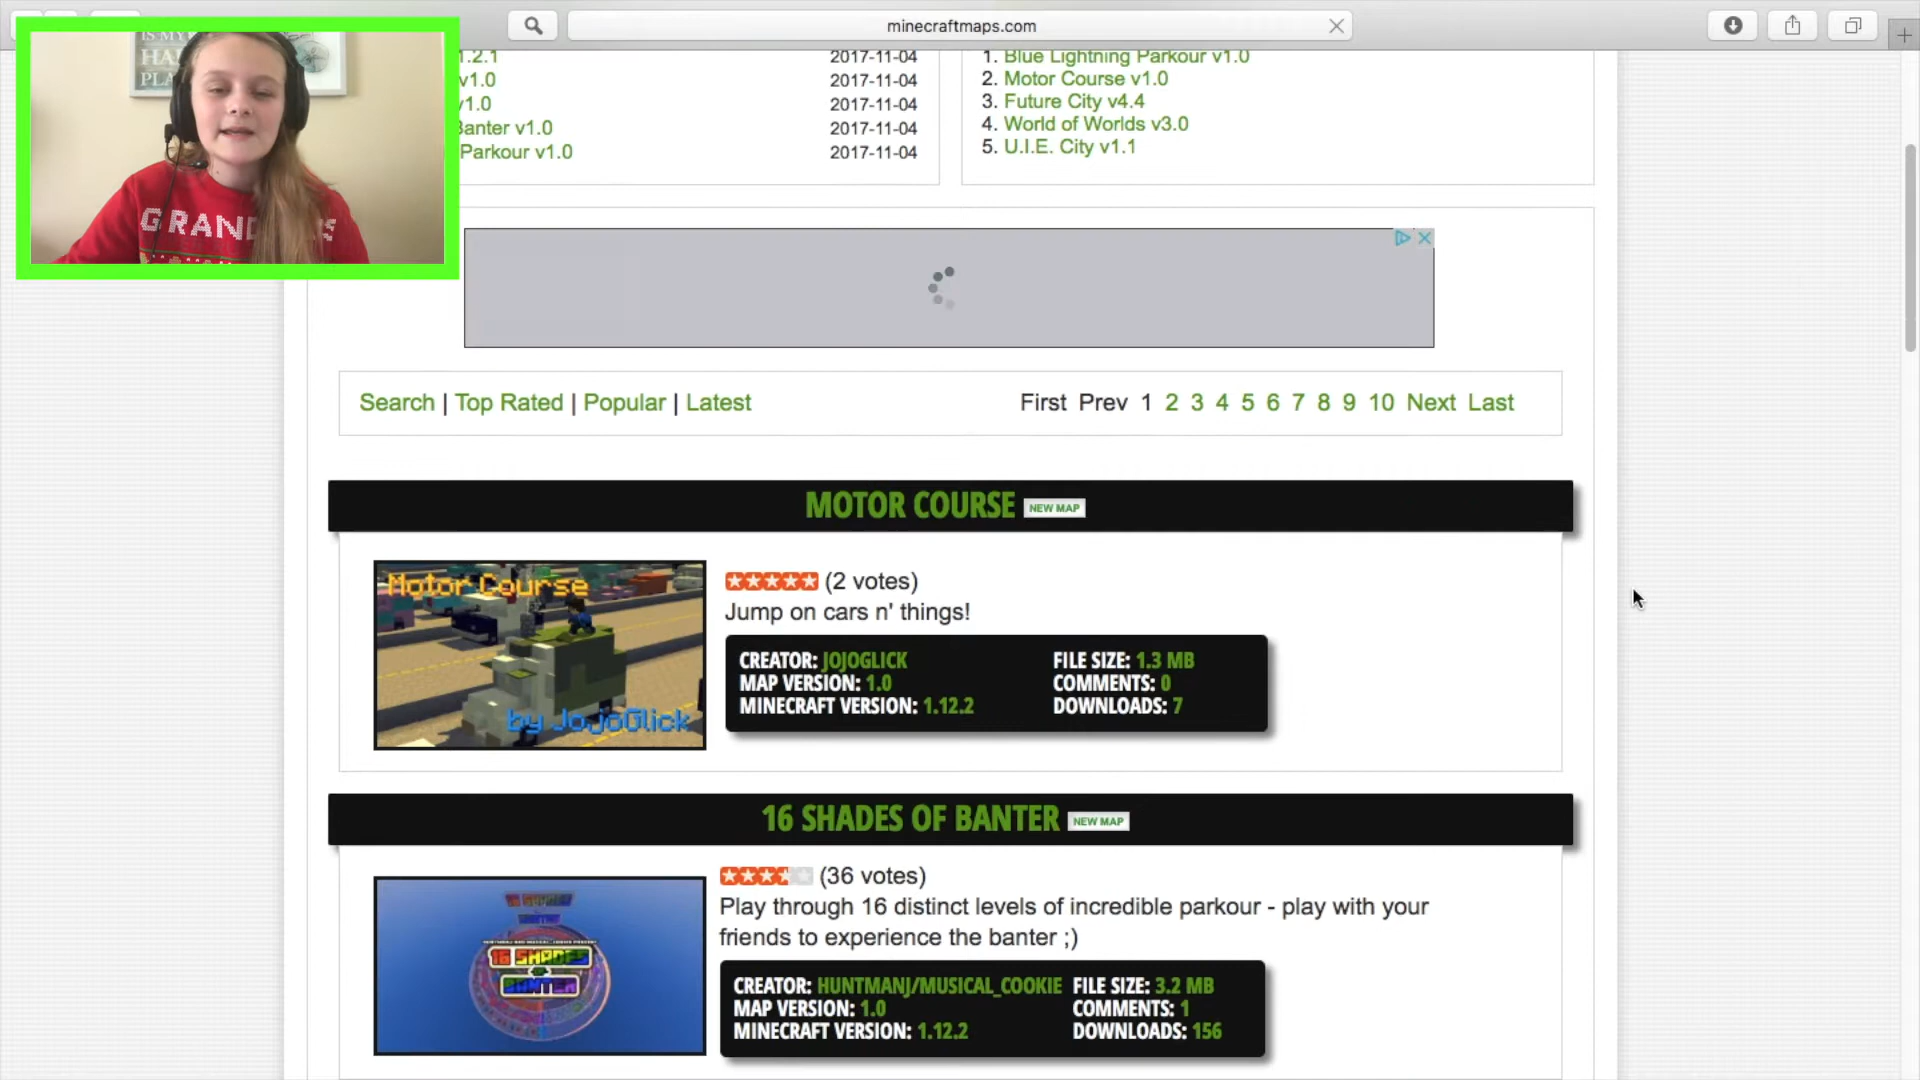 minecraftmaps.com
IS MY
HA
PLA
GRAND
1.2.1 2017-11-04
v1.0 2017-11-04
v1.0 2017-11-04
Banter v1.0 2017-11-04
Parkour v1.0 2017-11-04
1. Blue Lightning Parkour v1.0
2. Motor Course v1.0
3. Future City v4.4
4. World of Worlds v3.0
5. U.I.E. City v1.1
Search | Top Rated | Popular | Latest
First Prev 1 2 3 4 5 6 7 8 9 10 Next Last
MOTOR COURSE NEW MAP
Motor Course
by JojoGlick
(2 votes)
Jump on cars n' things!
CREATOR: JOJOGLICK FILE SIZE: 1.3 MB
MAP VERSION: 1.0 COMMENTS: 0
MINECRAFT VERSION: 1.12.2 DOWNLOADS: 7
16 SHADES OF BANTER NEW MAP
16 SHADES
OF
BANTER
(36 votes)
Play through 16 distinct levels of incredible parkour - play with your
friends to experience the banter ;)
CREATOR: HUNTMANJ/MUSICAL_COOKIE FILE SIZE: 3.2 MB
MAP VERSION: 1.0 COMMENTS: 1
MINECRAFT VERSION: 1.12.2 DOWNLOADS: 156